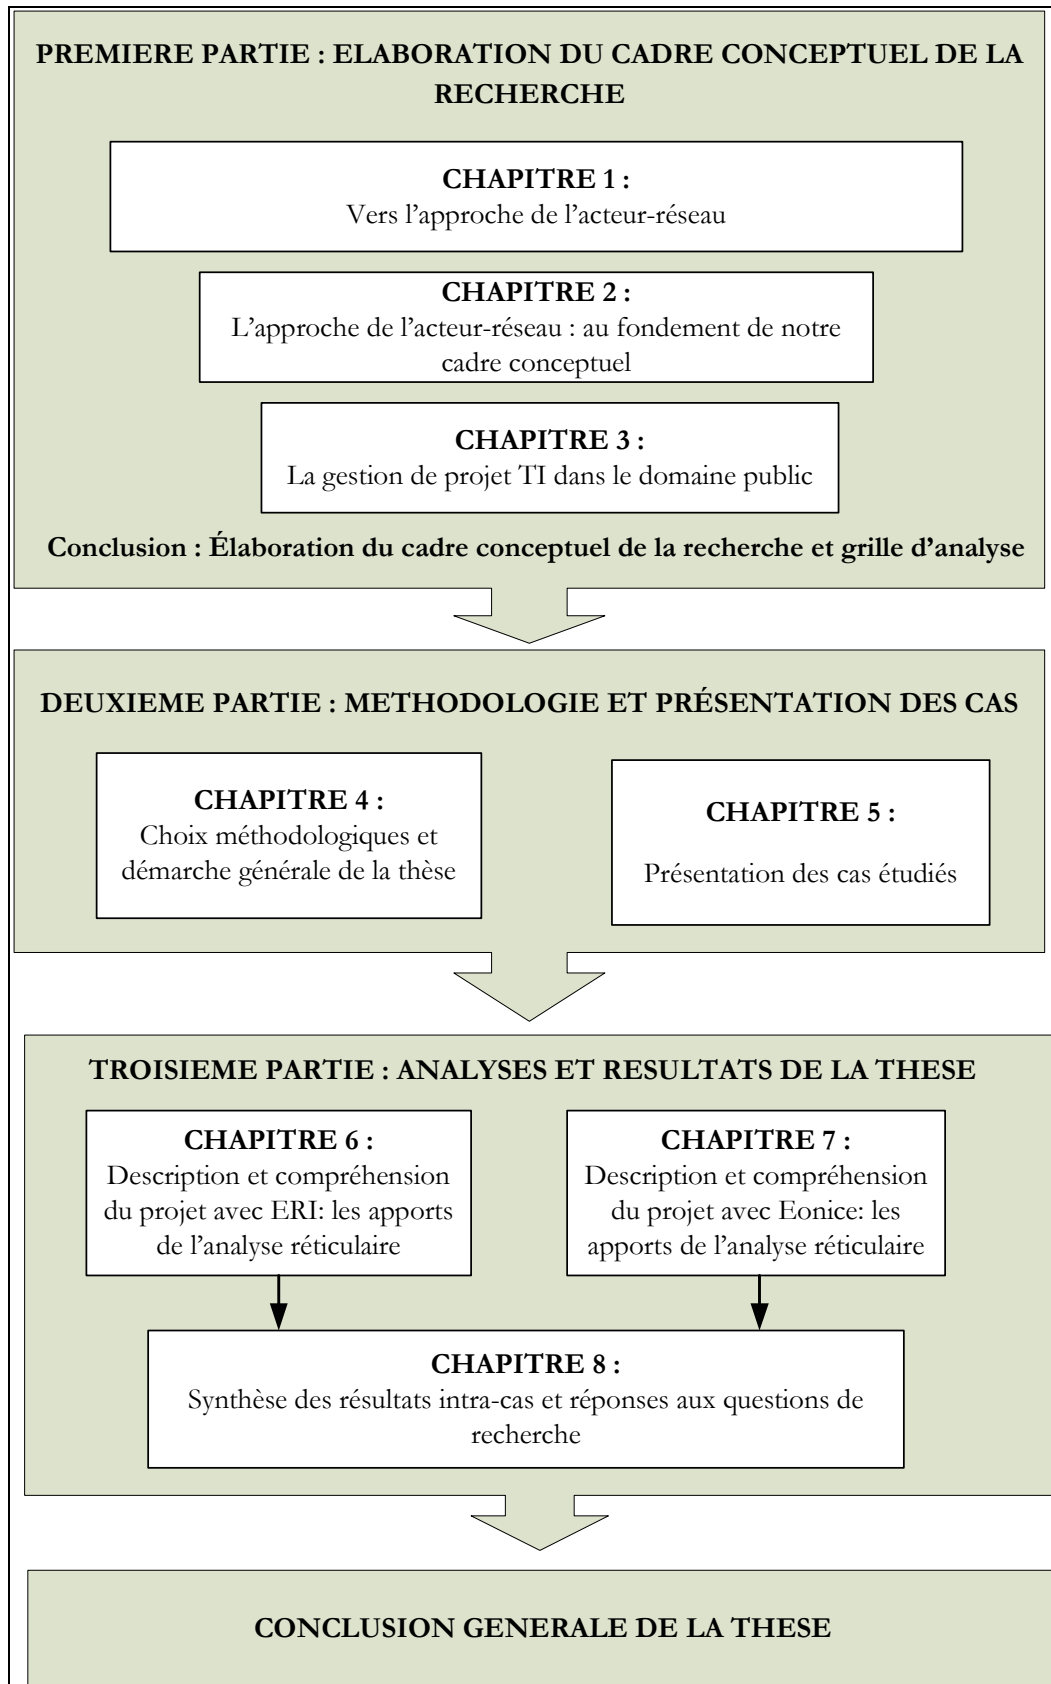 PREMIERE PARTIE : ELABORATION DU CADRE CONCEPTUEL DE LA
RECHERCHE
CHAPITRE 1 :
Vers l’approche de l’acteur-réseau
CHAPITRE 2 :
L’approche de l’acteur-réseau : au fondement de notre
cadre conceptuel
CHAPITRE 3 :
La gestion de projet TI dans le domaine public
Conclusion : Élaboration du cadre conceptuel de la recherche et grille d’analyse
DEUXIEME PARTIE : METHODOLOGIE ET PRÉSENTATION DES CAS
CHAPITRE 4 :
Choix méthodologiques et
démarche générale de la thèse
CHAPITRE 5 :
Présentation des cas étudiés
TROISIEME PARTIE : ANALYSES ET RESULTATS DE LA THESE
CHAPITRE 6 :
Description et compréhension
du projet avec ERI: les apports
de l’analyse réticulaire
CHAPITRE 7 :
Description et compréhension
du projet avec Eonice: les
apports de l’analyse réticulaire
CHAPITRE 8 :
Synthèse des résultats intra-cas et réponses aux questions de
recherche
CONCLUSION GENERALE DE LA THESE